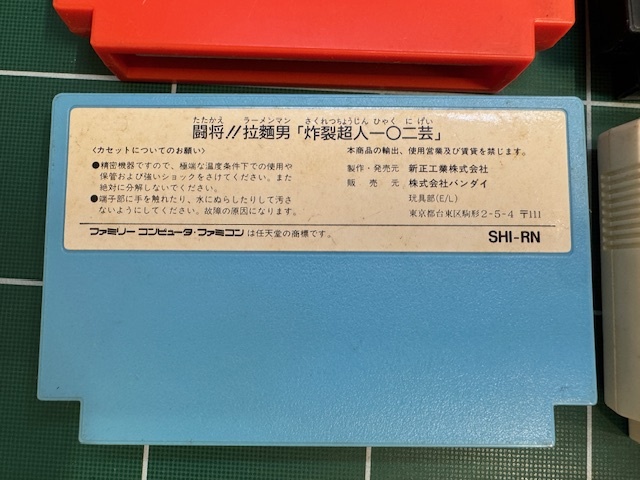 たたかえ ラーメンマン さくれつちょうじん ひゃく に げい
闘将!!拉麵男「炸裂超人一〇二芸」
〈カセットについてのお願い〉
●精密機器ですので、極端な温度条件下での使用や
保管および強いショックをさけてください。また
絶対に分解しないでください。
●端子部に手を触れたり、水にぬらしたりして汚さ
ないようにしてください。故障の原因になります。
本商品の輸出、使用営業及び賃貸を禁じます。
製作・発売元 新正工業株式会社
販売元 株式会社バンダイ
玩具部(E/L)
東京都台東区駒形2-5-4 〒111
ファミリーコンピュータ・ファミコンは任天堂の商標です。
SHI-RN